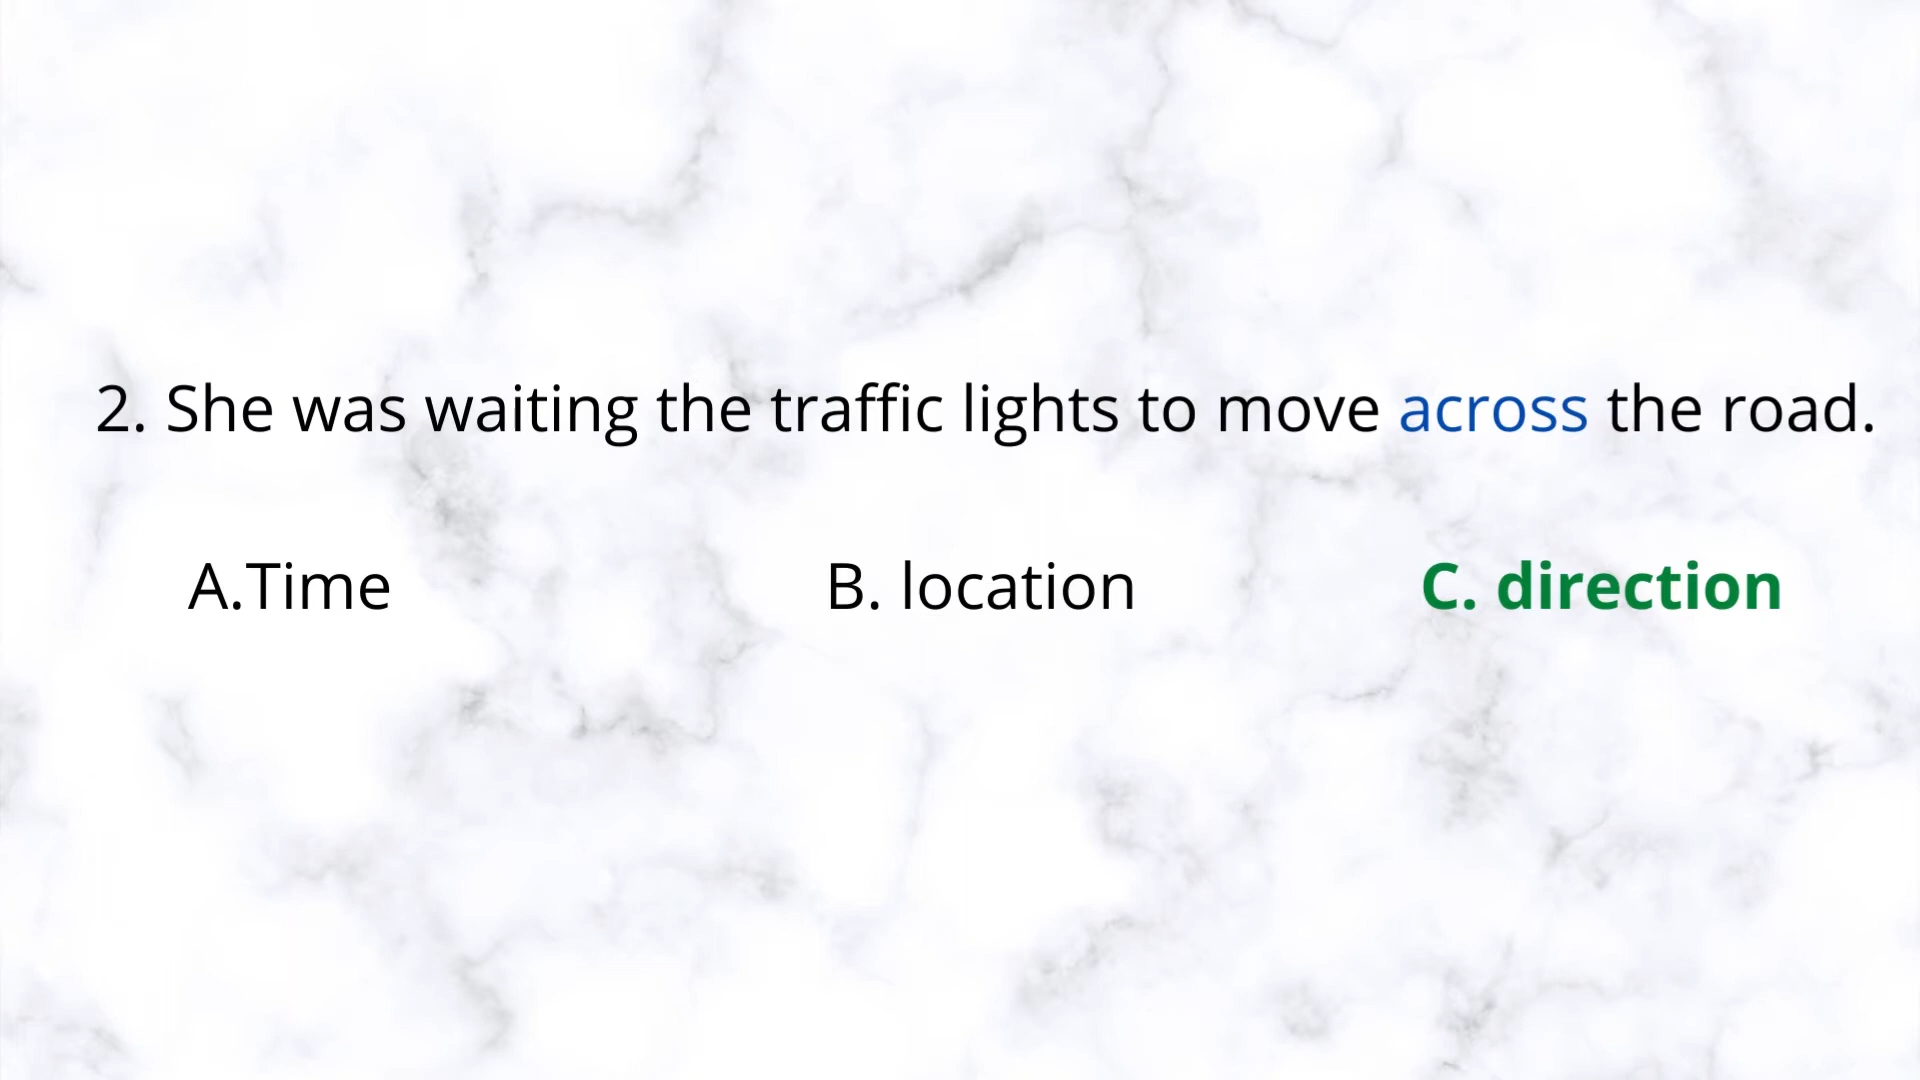 2. She was waiting the traffic lights to move across the road.
A.Time B. location C. direction